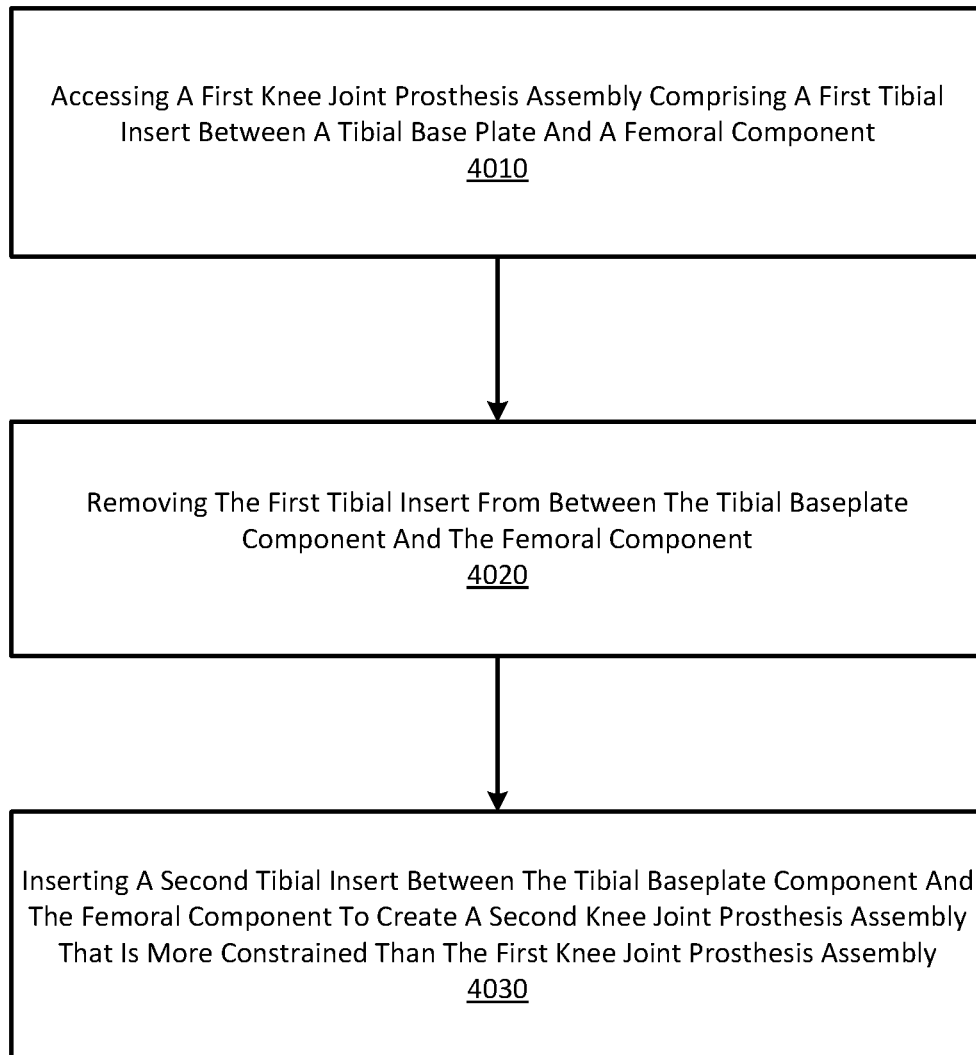 Accessing A First Knee Joint Prosthesis Assembly Comprising A First Tibial
Insert Between A Tibial Base Plate And A Femoral Component
4010
Removing The First Tibial Insert From Between The Tibial Baseplate
Component And The Femoral Component
4020
Inserting A Second Tibial Insert Between The Tibial Baseplate Component And
The Femoral Component To Create A Second Knee Joint Prosthesis Assembly
That Is More Constrained Than The First Knee Joint Prosthesis Assembly
4030